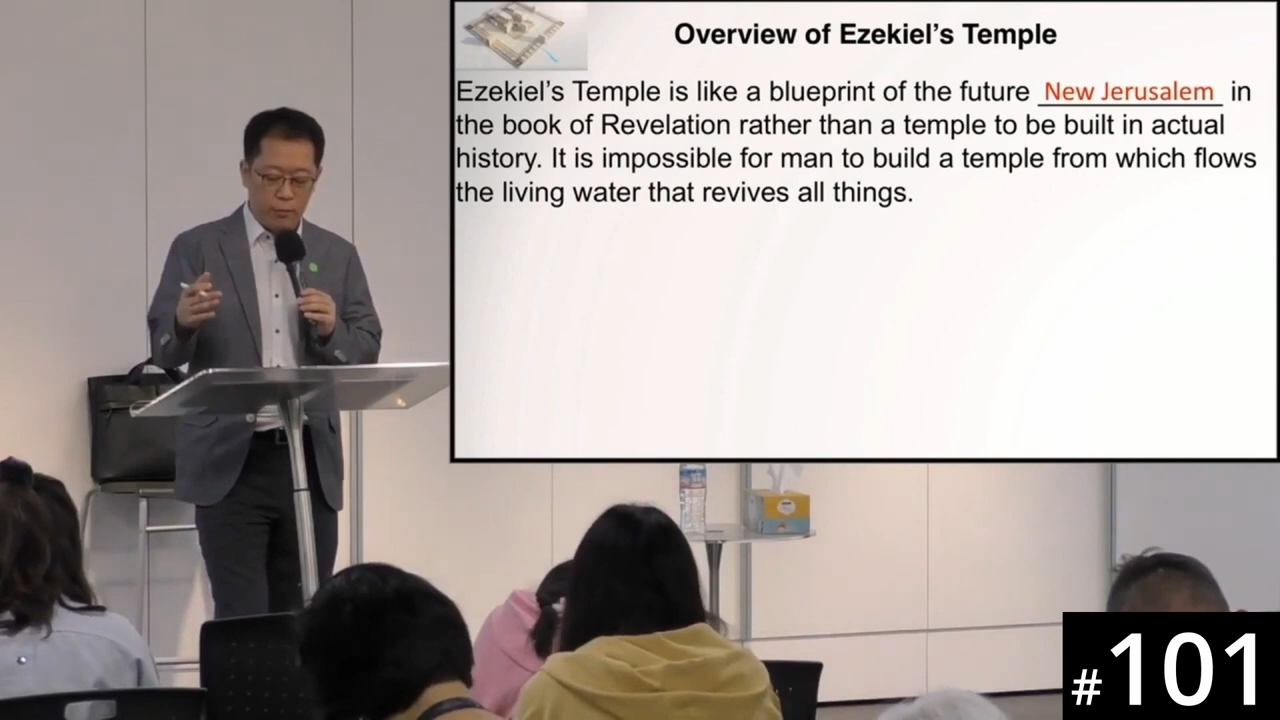 Overview of Ezekiel's Temple
Ezekiel's Temple is like a blueprint of the future New Jerusalem in
the book of Revelation rather than a temple to be built in actual
history. It is impossible for man to build a temple from which flows
the living water that revives all things.
#101